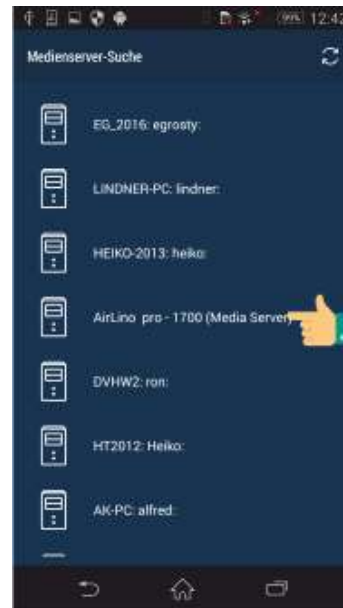 99% 12:42
Medienserver-Suche
EG_2016: egrosty:
LINDNER-PC: lindner:
HEIKO-2013: heiko:
AirLino pro - 1700 (Media Server)
DVHW2: ron:
HT2012: Heiko:
AK-PC: alfred: